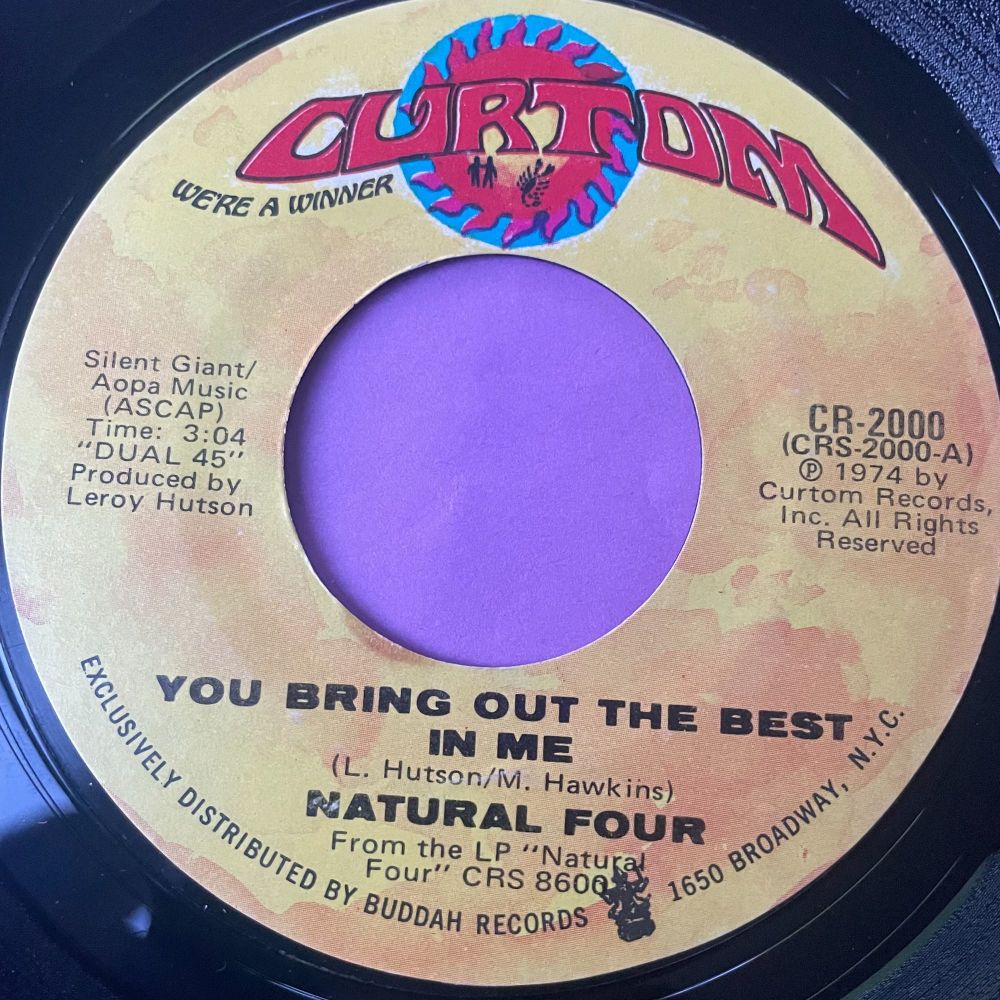 CURTOM
WE'RE A WINNER
Silent Giant/
Aopa Music
(ASCAP)
Time: 3:04
"DUAL 45"
Produced by
Leroy Hutson
CR-2000
(CRS-2000-A)
℗ 1974 by
Curtom Records,
Inc. All Rights
Reserved
YOU BRING OUT THE BEST
IN ME
(L. Hutson/M. Hawkins)
NATURAL FOUR
From the LP "Natural
Four" CRS 8600
EXCLUSIVELY DISTRIBUTED BY BUDDAH RECORDS 1650 BROADWAY, N.Y.C.